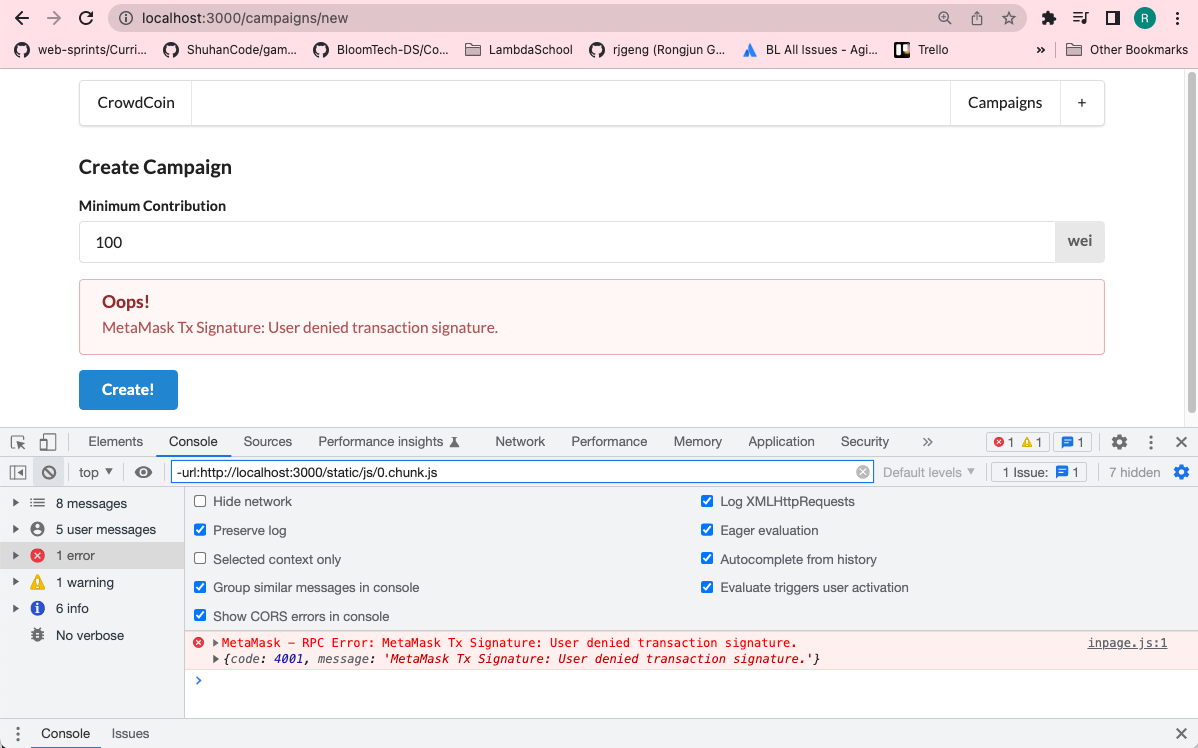 localhost:3000/campaigns/new
R
web-sprints/Curri... ShuhanCode/gam... BloomTech-DS/Co... LambdaSchool rjgeng (Rongjun G... BL All Issues - Agi... Trello » Other Bookmarks
CrowdCoin Campaigns +
Create Campaign
Minimum Contribution
100 wei
Oops!
MetaMask Tx Signature: User denied transaction signature.
Create!
Elements Console Sources Performance insights Network Performance Memory Application Security » 1 1 1
top ▼ -url:http://localhost:3000/static/js/0.chunk.js Default levels ▼ 1 Issue: 1 7 hidden
8 messages
5 user messages
1 error
1 warning
6 info
No verbose
Hide network Log XMLHttpRequests
Preserve log Eager evaluation
Selected context only Autocomplete from history
Group similar messages in console Evaluate triggers user activation
Show CORS errors in console
MetaMask – RPC Error: MetaMask Tx Signature: User denied transaction signature. inpage.js:1
{code: 4001, message: 'MetaMask Tx Signature: User denied transaction signature.'}
Console Issues